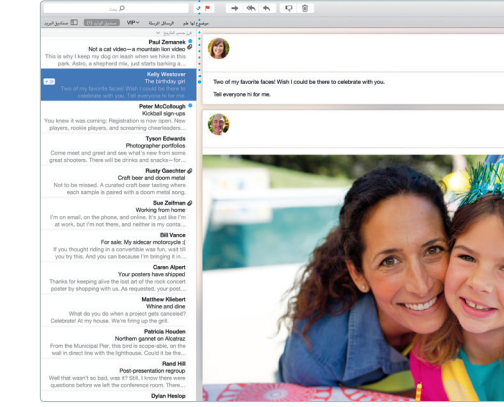 صناديق البريد
VIP
الرسائل المرسلة
Paul Zemanek
Not a cat video—a mountain lion video
This is why I keep my dog on leash when we hike in this
park. Astro, a shepherd mix, just starts barking a…
Kelly Westover
The birthday girl
Two of my favorite faces! Wish I could be there to
celebrate with you. Tell everyone hi for me.
Peter McCollough
Kickball sign-ups
You knew it was coming: Registration is now open. New
players, rookie players, and screaming cheerleaders…
Tyson Edwards
Photographer portfolios
Come meet and greet and see what's new from some
great shooters. There will be drinks and snacks—for…
Rusty Gaechter
Craft beer and doom metal
Not to be missed. A curated craft beer tasting where
each sample is paired with a doom metal song.
Sue Zeifman
Working from home
I'm on email, on the phone, and online. It's just like I'm
at work, but I'm not there, and neither is my conta…
Bill Vance
For sale: My sidecar motorcycle :(
If you thought riding in a convertible was fun, wait till
you try this. And you can because I'm bringing it in…
Caren Alpert
Your posters have shipped
Thanks for keeping alive the lost art of the rock concert
poster by shopping with us. As requested, your post…
Matthew Kilebert
Whine and dine
What do you do when a project gets canceled?
Celebrate! At my house. We're firing up the grill.
Patricia Houden
Northern gannet on Alcatraz
From the Municipal Pier, this bird is scope-able, on the
wall in direct line with the lighthouse. Could it be the…
Rand Hill
Post-presentation regroup
Well that wasn't so bad, was it? Still, I know there were
questions before we left the conference room. There…
Dylan Heslop
Two of my favorite faces! Wish I could be there to celebrate with you.
Tell everyone hi for me.